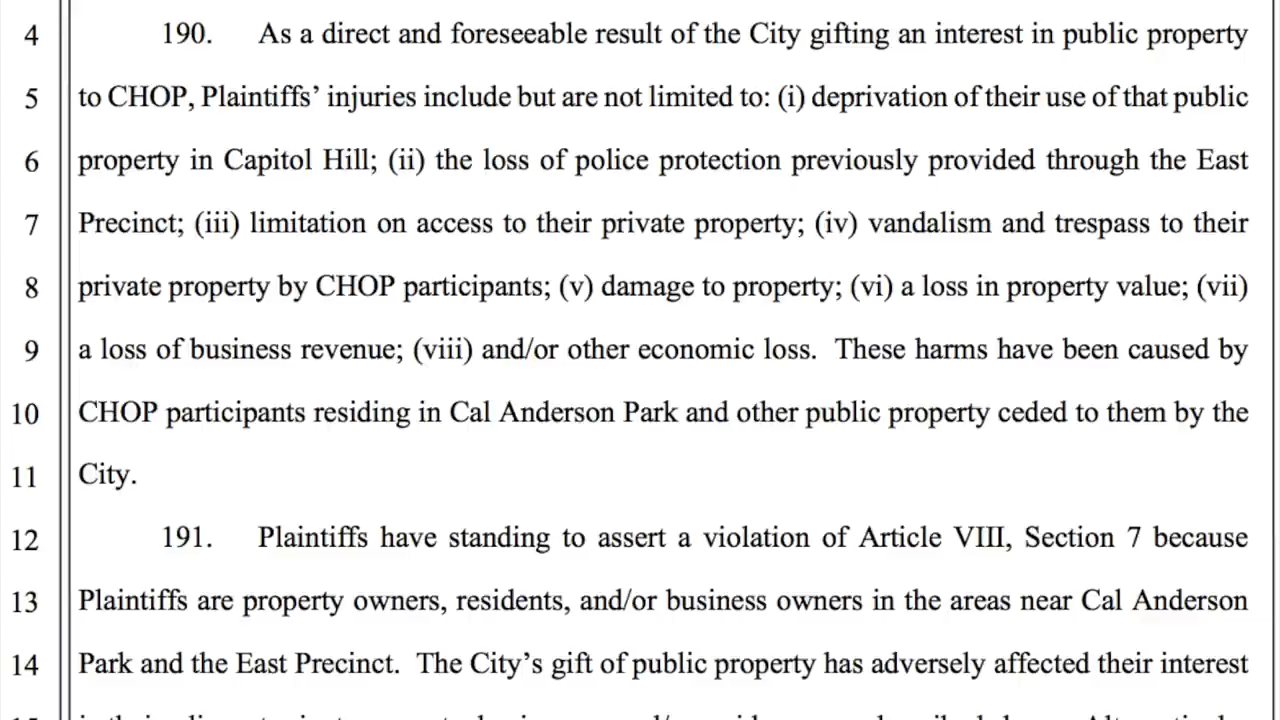 4 190. As a direct and foreseeable result of the City gifting an interest in public property
5 to CHOP, Plaintiffs’ injuries include but are not limited to: (i) deprivation of their use of that public
6 property in Capitol Hill; (ii) the loss of police protection previously provided through the East
7 Precinct; (iii) limitation on access to their private property; (iv) vandalism and trespass to their
8 private property by CHOP participants; (v) damage to property; (vi) a loss in property value; (vii)
9 a loss of business revenue; (viii) and/or other economic loss. These harms have been caused by
10 CHOP participants residing in Cal Anderson Park and other public property ceded to them by the
11 City.
12 191. Plaintiffs have standing to assert a violation of Article VIII, Section 7 because
13 Plaintiffs are property owners, residents, and/or business owners in the areas near Cal Anderson
14 Park and the East Precinct. The City’s gift of public property has adversely affected their interest